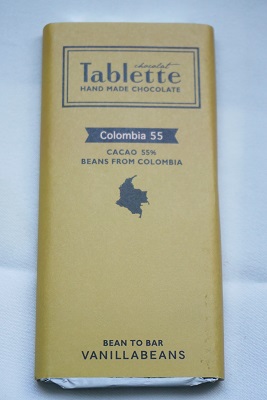 chocolat
Tablette
HAND MADE CHOCOLATE
Colombia 55
CACAO 55%
BEANS FROM COLOMBIA
BEAN TO BAR
VANILLABEANS